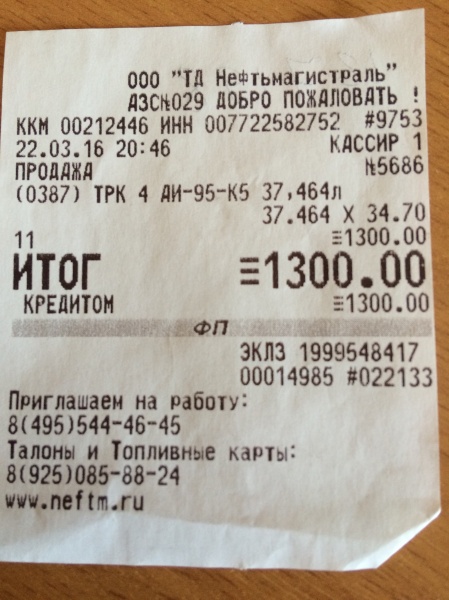 ООО "ТД Нефтьмагистраль"
АЗС№029 ДОБРО ПОЖАЛОВАТЬ !
ККМ 00212446 ИНН 007722582752 #9753
22.03.16 20:46 КАССИР 1
ПРОДАЖА №5686
(0387) ТРК 4 АИ-95-К5 37,464л
37.464 X 34.70
11 ≡1300.00
ИТОГ ≡1300.00
КРЕДИТОМ ≡1300.00
ФП
ЭКЛЗ 1999548417
00014985 #022133
Приглашаем на работу:
8(495)544-46-45
Талоны и Топливные карты:
8(925)085-88-24
www.neftm.ru